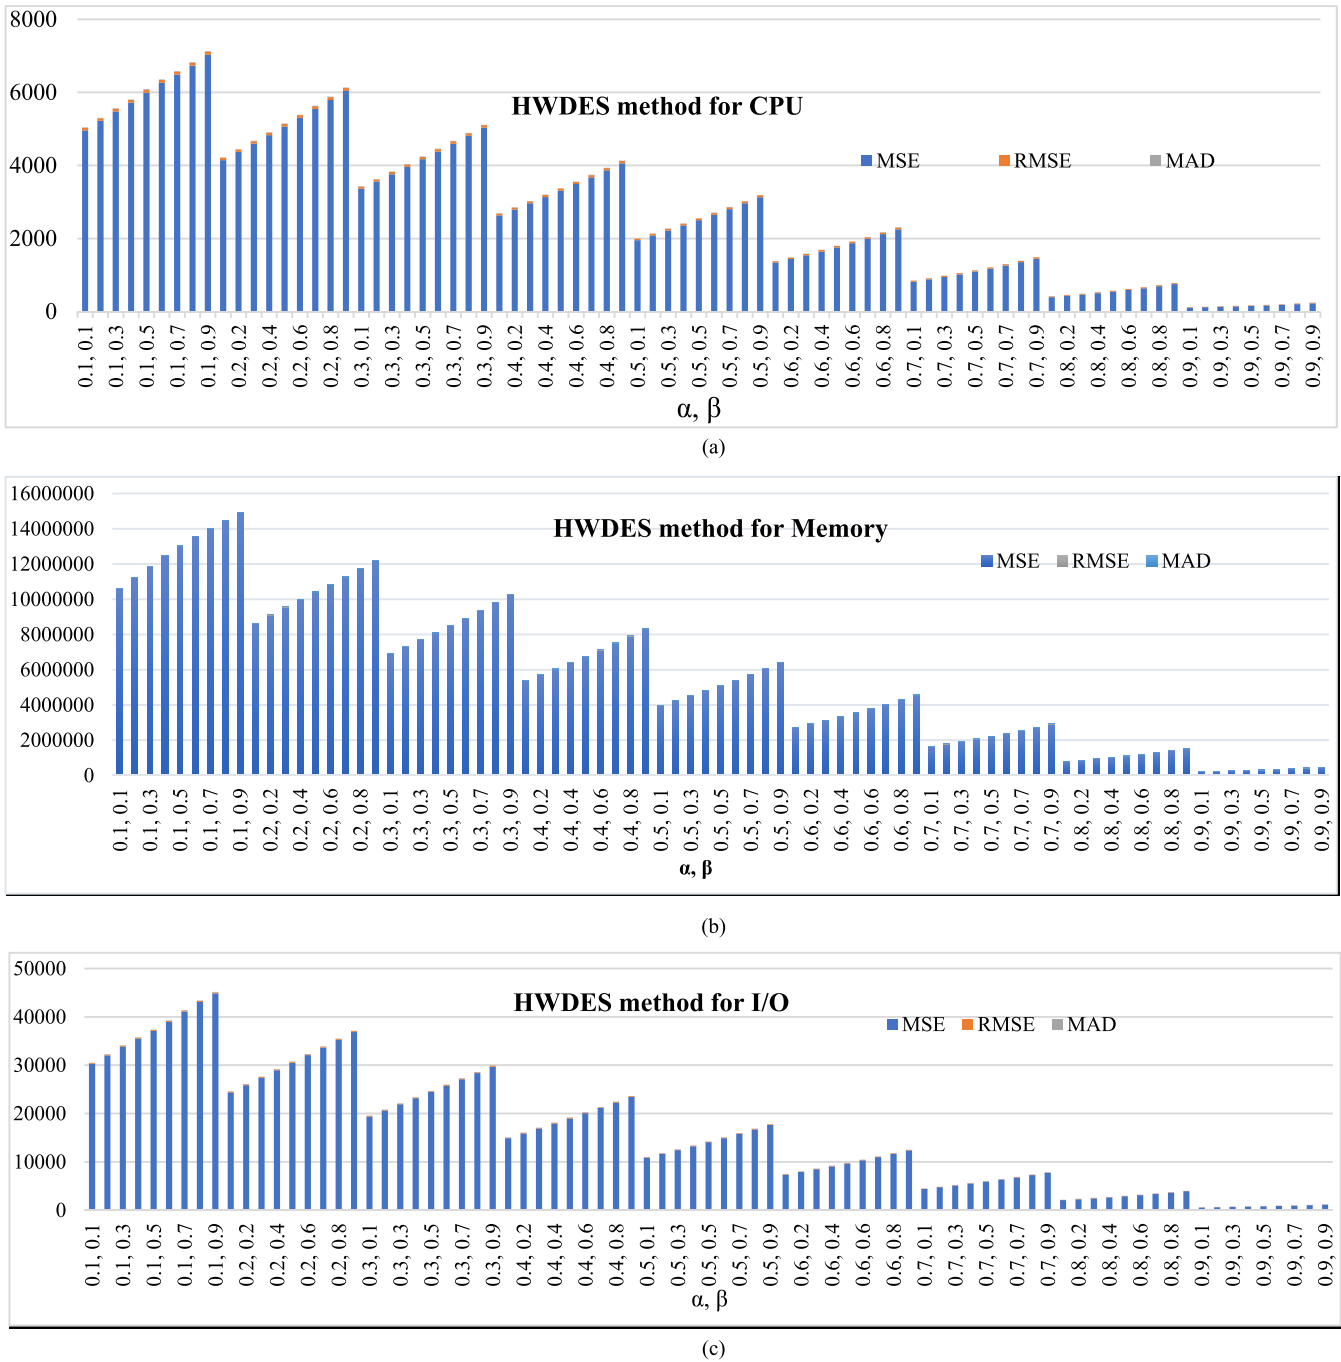 8000
6000
4000
2000
0
HWDES method for CPU
MSE RMSE MAD
0.1, 0.1 0.1, 0.3 0.1, 0.5 0.1, 0.7 0.1, 0.9 0.2, 0.2 0.2, 0.4 0.2, 0.6 0.2, 0.8 0.3, 0.1 0.3, 0.3 0.3, 0.5 0.3, 0.7 0.3, 0.9 0.4, 0.2 0.4, 0.4 0.4, 0.6 0.4, 0.8 0.5, 0.1 0.5, 0.3 0.5, 0.5 0.5, 0.7 0.5, 0.9 0.6, 0.2 0.6, 0.4 0.6, 0.6 0.6, 0.8 0.7, 0.1 0.7, 0.3 0.7, 0.5 0.7, 0.7 0.7, 0.9 0.8, 0.2 0.8, 0.4 0.8, 0.6 0.8, 0.8 0.9, 0.1 0.9, 0.3 0.9, 0.5 0.9, 0.7 0.9, 0.9
α, β
(a)
16000000
14000000
12000000
10000000
8000000
6000000
4000000
2000000
0
HWDES method for Memory
MSE RMSE MAD
0.1, 0.1 0.1, 0.3 0.1, 0.5 0.1, 0.7 0.1, 0.9 0.2, 0.2 0.2, 0.4 0.2, 0.6 0.2, 0.8 0.3, 0.1 0.3, 0.3 0.3, 0.5 0.3, 0.7 0.3, 0.9 0.4, 0.2 0.4, 0.4 0.4, 0.6 0.4, 0.8 0.5, 0.1 0.5, 0.3 0.5, 0.5 0.5, 0.7 0.5, 0.9 0.6, 0.2 0.6, 0.4 0.6, 0.6 0.6, 0.8 0.7, 0.1 0.7, 0.3 0.7, 0.5 0.7, 0.7 0.7, 0.9 0.8, 0.2 0.8, 0.4 0.8, 0.6 0.8, 0.8 0.9, 0.1 0.9, 0.3 0.9, 0.5 0.9, 0.7 0.9, 0.9
α, β
(b)
50000
40000
30000
20000
10000
0
HWDES method for I/O
MSE RMSE MAD
0.1, 0.1 0.1, 0.3 0.1, 0.5 0.1, 0.7 0.1, 0.9 0.2, 0.2 0.2, 0.4 0.2, 0.6 0.2, 0.8 0.3, 0.1 0.3, 0.3 0.3, 0.5 0.3, 0.7 0.3, 0.9 0.4, 0.2 0.4, 0.4 0.4, 0.6 0.4, 0.8 0.5, 0.1 0.5, 0.3 0.5, 0.5 0.5, 0.7 0.5, 0.9 0.6, 0.2 0.6, 0.4 0.6, 0.6 0.6, 0.8 0.7, 0.1 0.7, 0.3 0.7, 0.5 0.7, 0.7 0.7, 0.9 0.8, 0.2 0.8, 0.4 0.8, 0.6 0.8, 0.8 0.9, 0.1 0.9, 0.3 0.9, 0.5 0.9, 0.7 0.9, 0.9
α, β
(c)